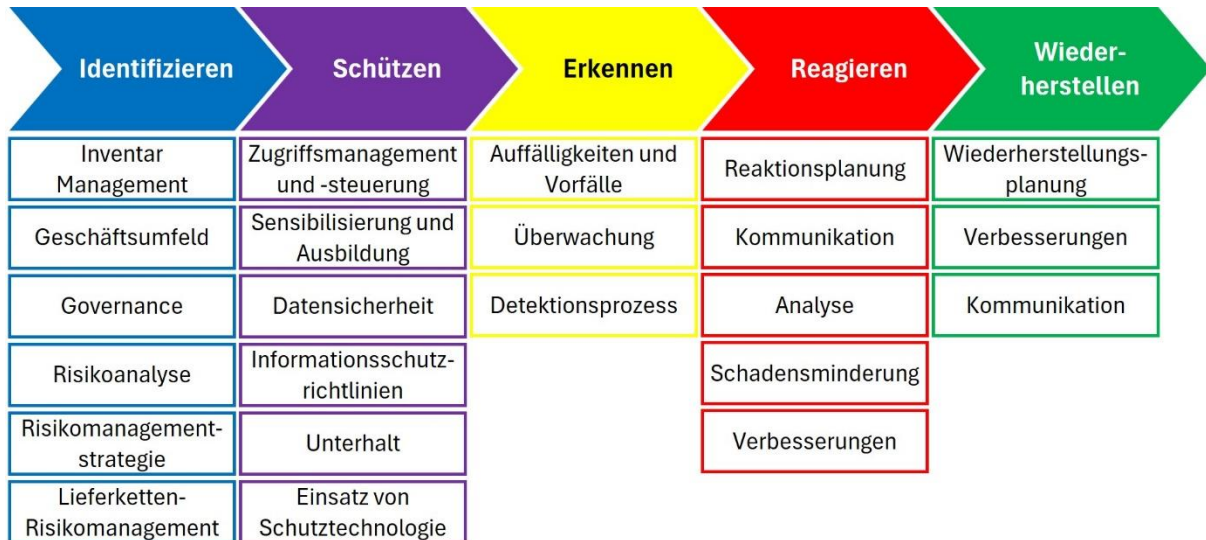 Identifizieren
Schützen
Erkennen
Reagieren
Wieder-
herstellen
Inventar
Management
Geschäftsumfeld
Governance
Risikoanalyse
Risikomanagement-
strategie
Lieferketten-
Risikomanagement
Zugriffsmanagement
und -steuerung
Sensibilisierung und
Ausbildung
Datensicherheit
Informationsschutz-
richtlinien
Unterhalt
Einsatz von
Schutztechnologie
Auffälligkeiten und
Vorfälle
Überwachung
Detektionsprozess
Reaktionsplanung
Kommunikation
Analyse
Schadensminderung
Verbesserungen
Wiederherstellungs-
planung
Verbesserungen
Kommunikation